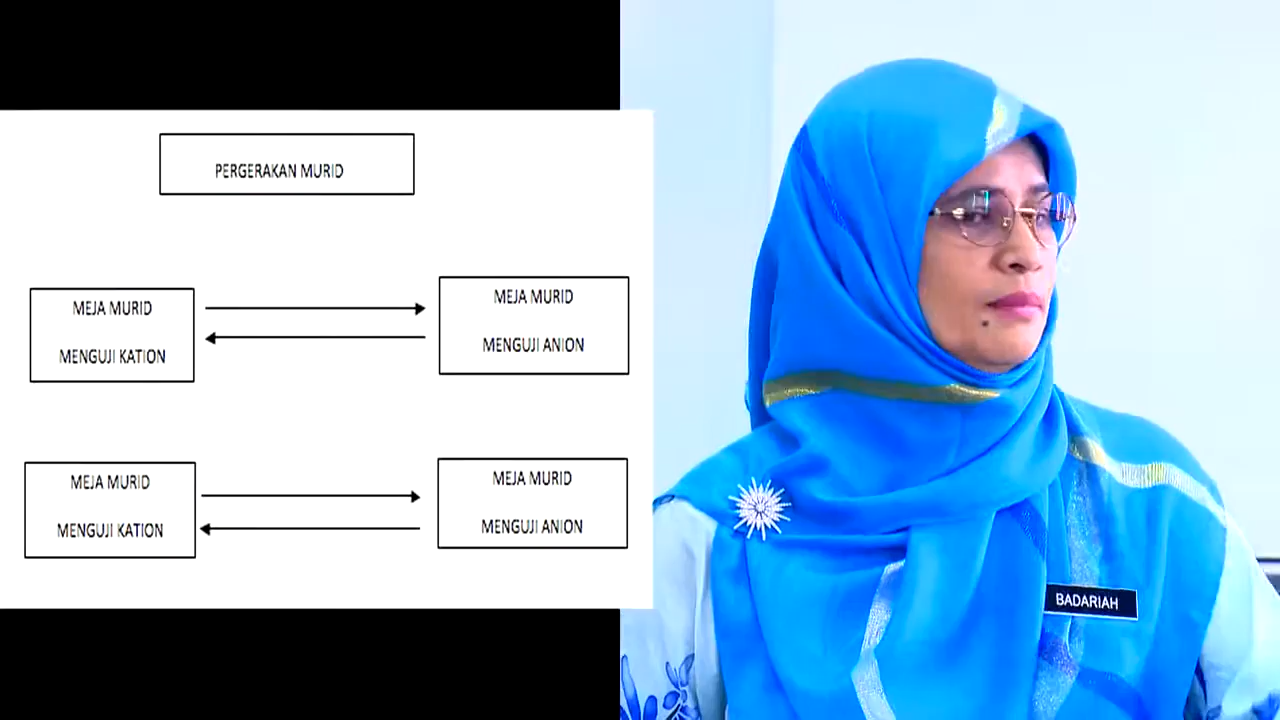 PERGERAKAN MURID
MEJA MURID
MENGUJI KATION
MEJA MURID
MENGUJI ANION
MEJA MURID
MENGUJI KATION
MEJA MURID
MENGUJI ANION
BADARIAH